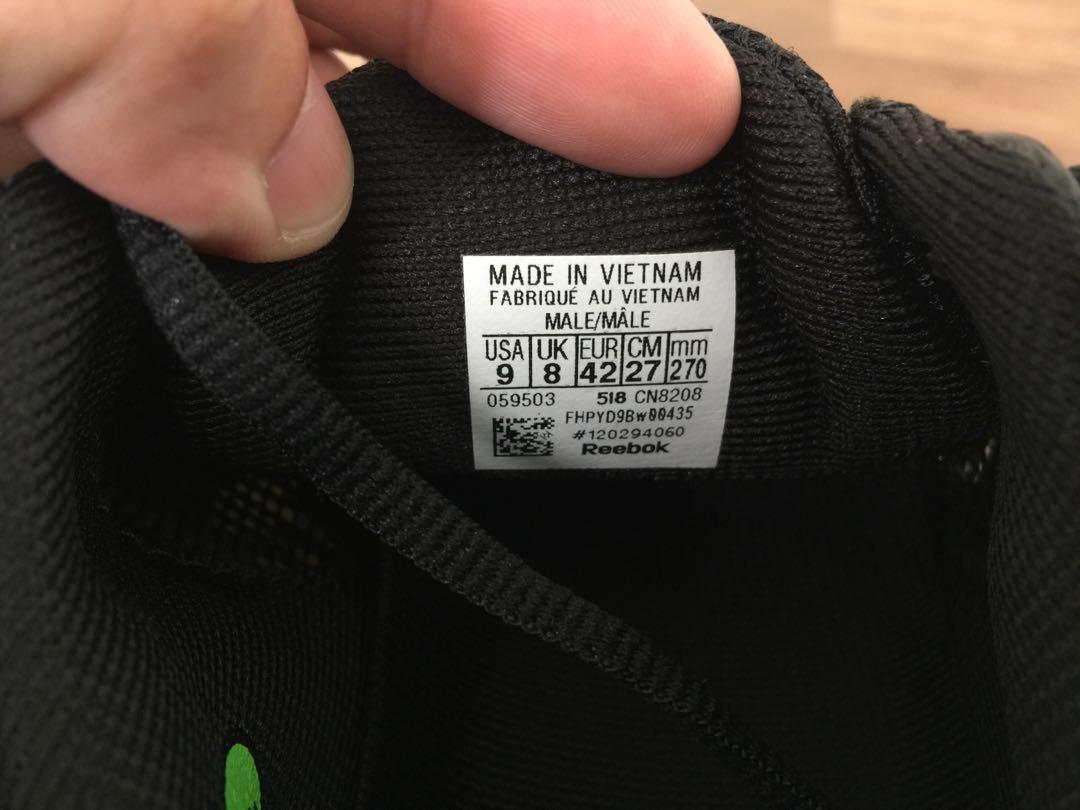 MADE IN VIETNAM
FABRIQUÉ AU VIETNAM
MALE/MÂLE
USA UK EUR CM mm
9 8 42 27 270
059503 518 CN8208
FHPYD9BW00435
#120294060
Reebok